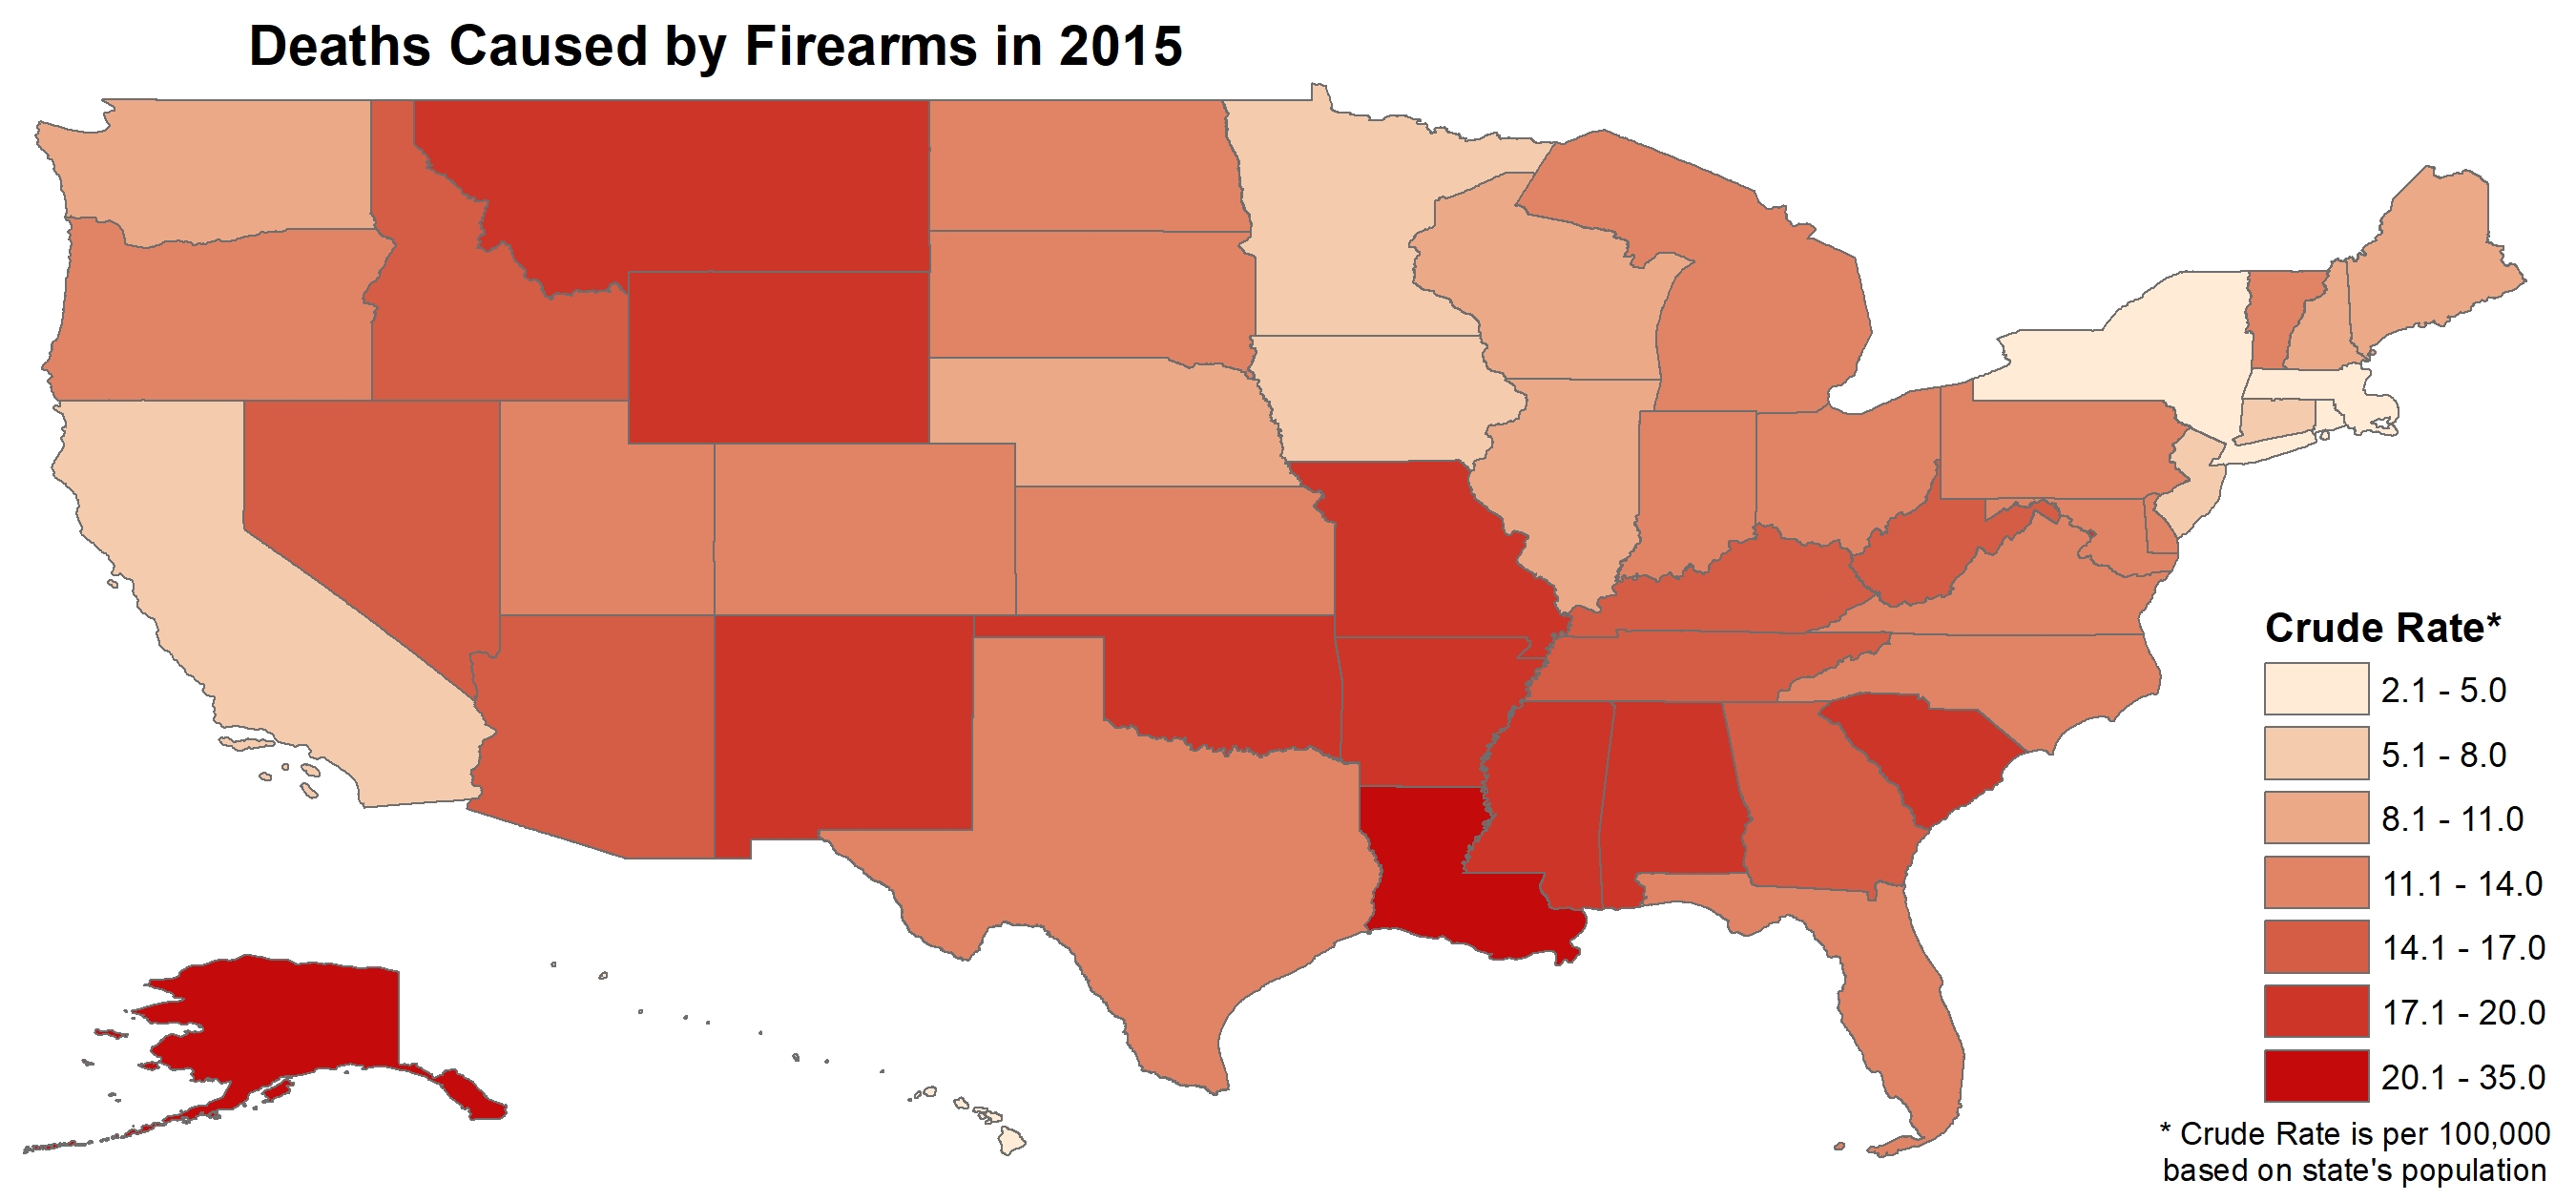 Deaths Caused by Firearms in 2015
Crude Rate*
2.1 - 5.0
5.1 - 8.0
8.1 - 11.0
11.1 - 14.0
14.1 - 17.0
17.1 - 20.0
20.1 - 35.0
* Crude Rate is per 100,000
based on state's population